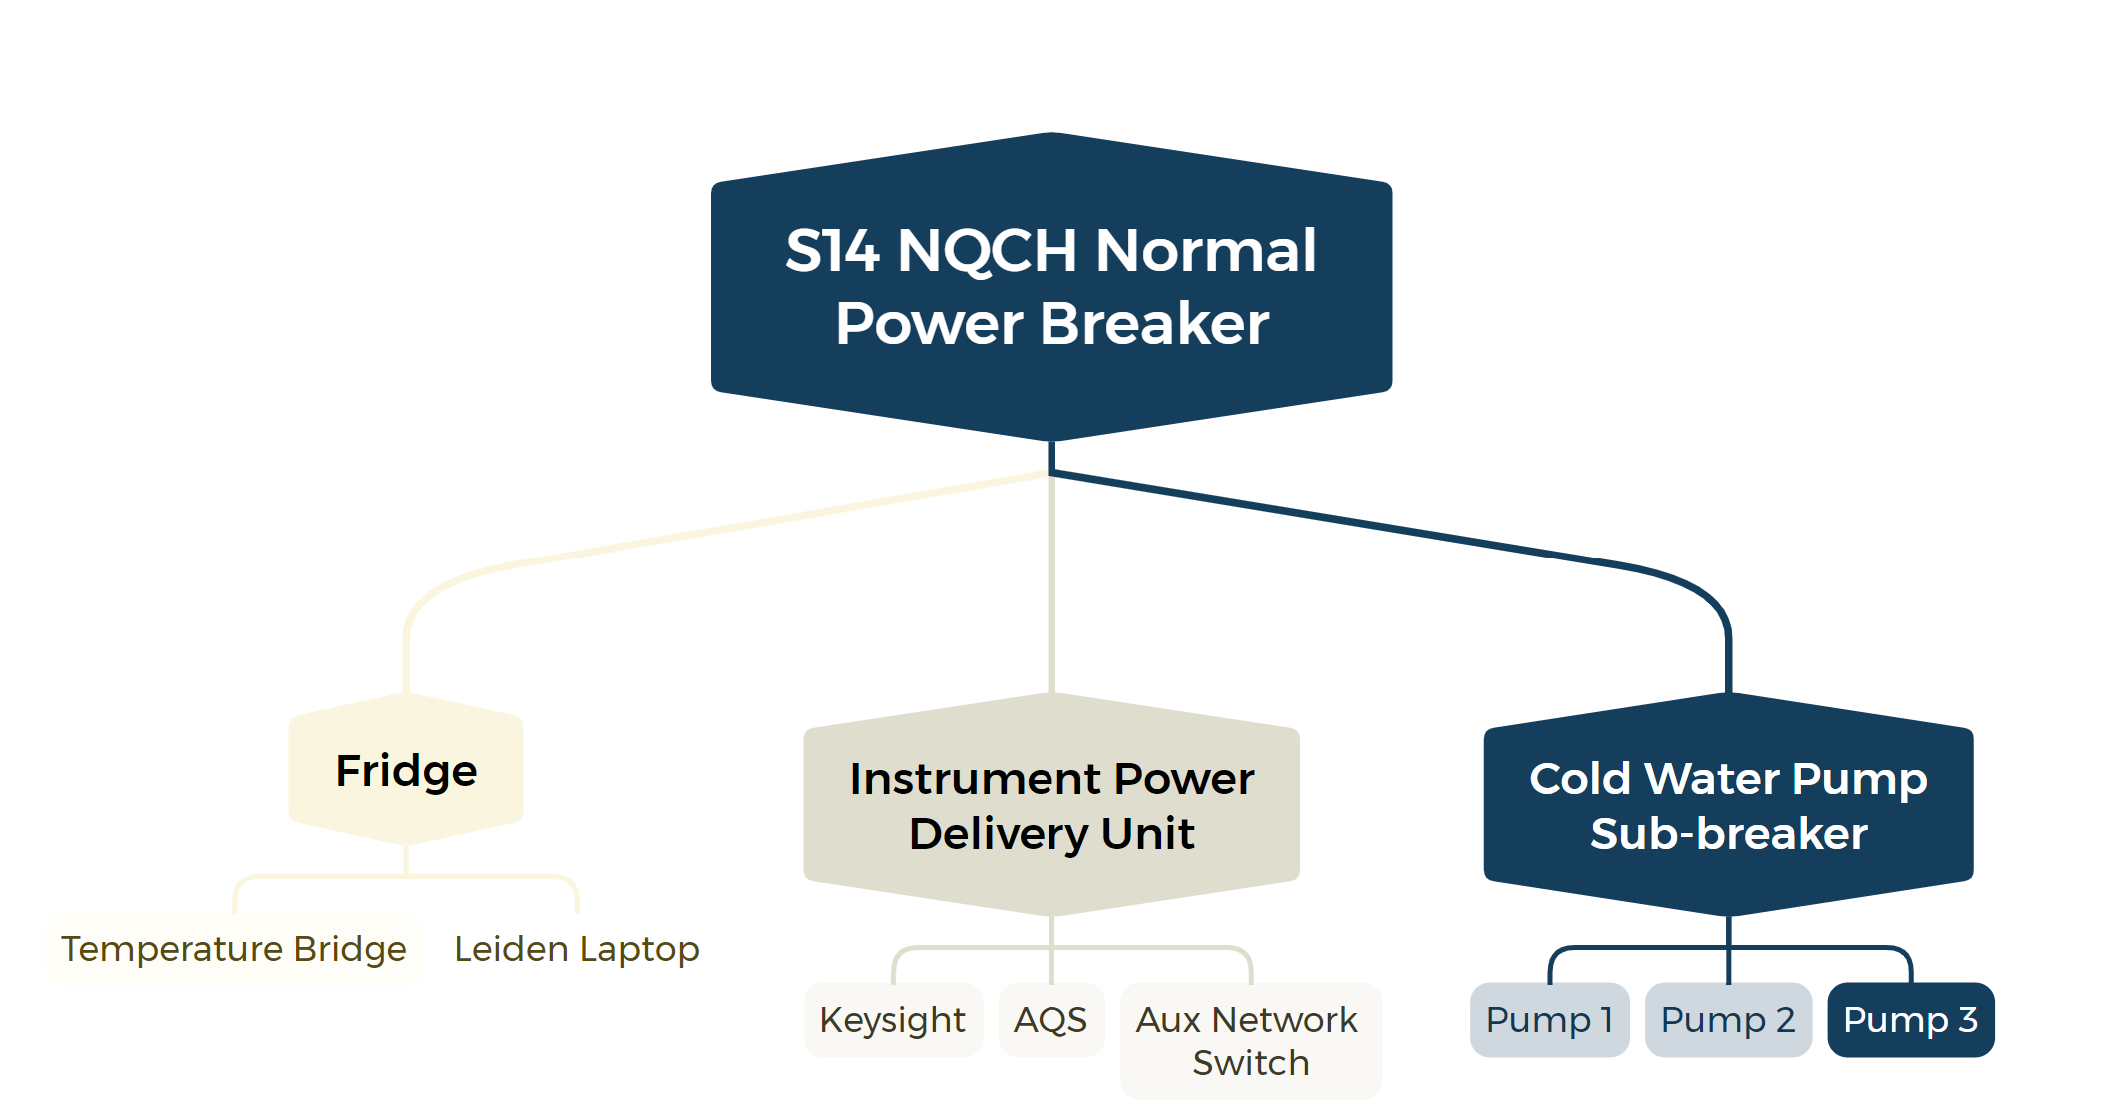 S14 NQCH Normal
Power Breaker
Fridge
Instrument Power
Delivery Unit
Cold Water Pump
Sub-breaker
Temperature Bridge
Leiden Laptop
Keysight
AQS
Aux Network
Switch
Pump 1
Pump 2
Pump 3